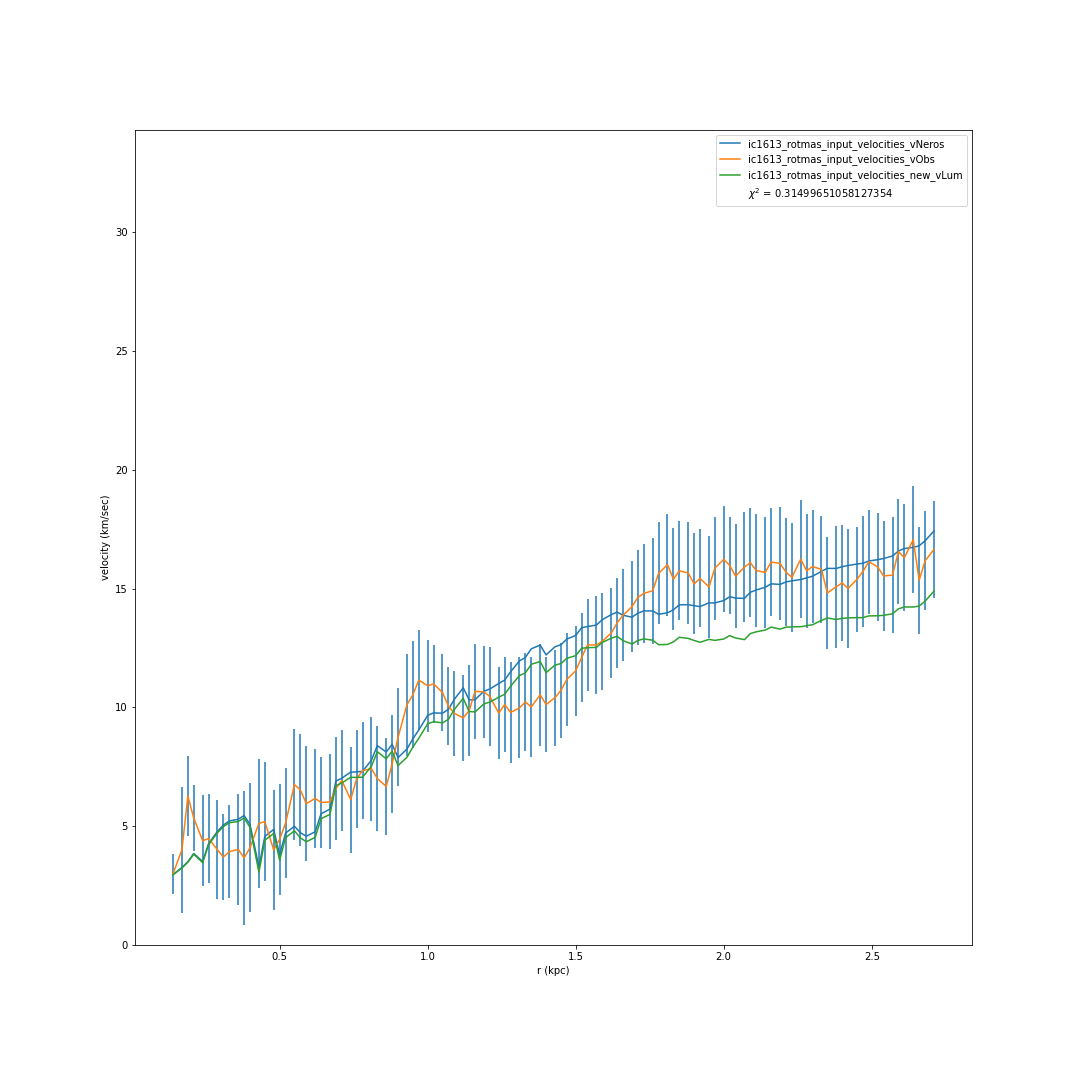 ic1613_rotmas_input_velocities_vNeros
ic1613_rotmas_input_velocities_vObs
ic1613_rotmas_input_velocities_new_vLum
χ² = 0.31499651058127354
30
25
20
15
10
5
0
velocity (km/sec)
0.5 1.0 1.5 2.0 2.5
r (kpc)